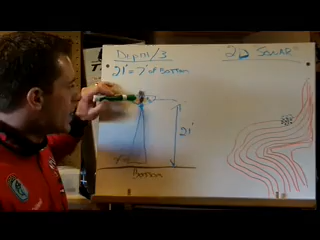 Depth/3
21' = 7' of Bottom
2D Sonar
21'
Bottom